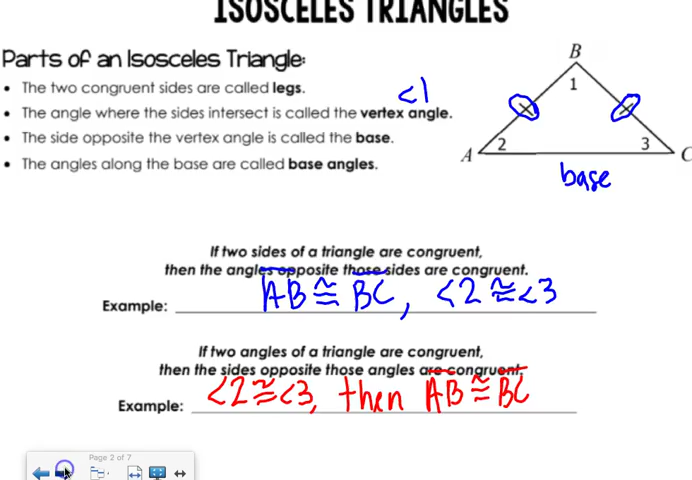 ISOSCELES TRIANGLES
Parts of an Isosceles Triangle:
• The two congruent sides are called legs.
<1
• The angle where the sides intersect is called the vertex angle.
• The side opposite the vertex angle is called the base.
• The angles along the base are called base angles.
B
1
A
2
3
C
base
If two sides of a triangle are congruent,
then the angles opposite those sides are congruent.
Example: AB ≅ BC, <2 ≅ <3
If two angles of a triangle are congruent,
then the sides opposite those angles are congruent.
Example: <2 ≅ <3, then AB ≅ BC
Page 2 of 7